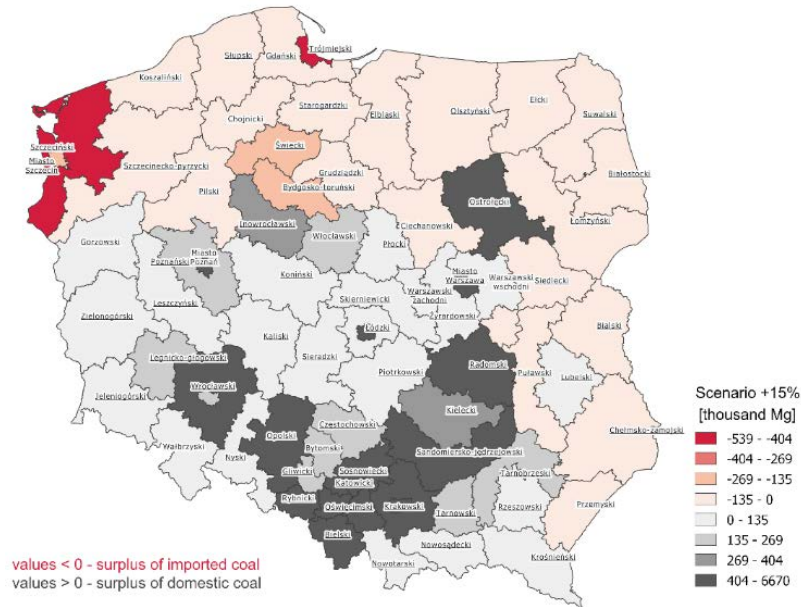 Trójmiejski
Słupski
Gdański
Koszaliński
Ełcki
Starogardzki
Olsztyński
Suwalski
Elbląski
Chojnicki
Szczeciński
Świecki
Miasto
Szczecin
Szczecinecko-pyrzycki
Grudziądzki
Białostocki
Pilski
Bydgosko-toruński
Ostrołęcki
Łomżyński
Inowrocławski
Ciechanowski
Włocławski
Płocki
Gorzowski
Miasto
Poznań
Poznański
Miasto
Warszawa
Warszawski
wschodni
Siedlecki
Koniński
Warszawski
zachodni
Skierniewicki
Leszczyński
Żyrardowski
Zielonogórski
Łódzki
Bialski
Kaliski
Legnicko-głogowski
Sieradzki
Radomski
Piotrkowski
Puławski
Lubelski
Wrocławski
Jeleniogórski
Kielecki
Częstochowski
Chełmsko-zamojski
Opolski
Wałbrzyski
Nyski
Bytomski
Sandomiersko-jędrzejowski
Gliwicki
Sosnowiecki
Tarnobrzeski
Katowicki
Rybnicki
Oświęcimski
Krakowski
Rzeszowski
Przemyski
Tarnowski
Bielski
Nowosądecki
Krośnieński
Nowotarski
Scenario +15%
[thousand Mg]
-539 - -404
-404 - -269
-269 - -135
-135 - 0
0 - 135
135 - 269
269 - 404
404 - 6670
values < 0 - surplus of imported coal
values > 0 - surplus of domestic coal